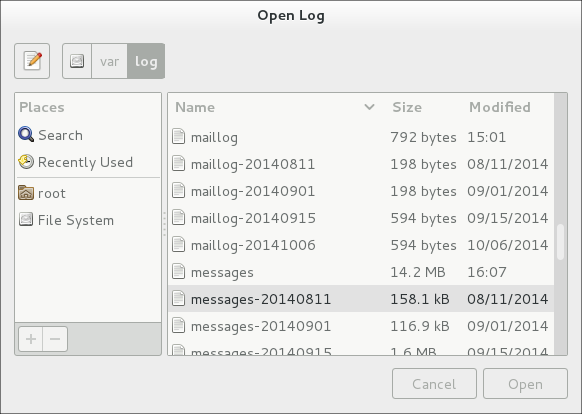 Open Log
var log
Places
Search
Recently Used
root
File System
Name Size Modified
maillog 792 bytes 15:01
maillog-20140811 198 bytes 08/11/2014
maillog-20140901 198 bytes 09/01/2014
maillog-20140915 594 bytes 09/15/2014
maillog-20141006 594 bytes 10/06/2014
messages 14.2 MB 16:07
messages-20140811 158.1 kB 08/11/2014
messages-20140901 116.9 kB 09/01/2014
messages-20140915 1.6 MB 09/15/2014
Cancel Open